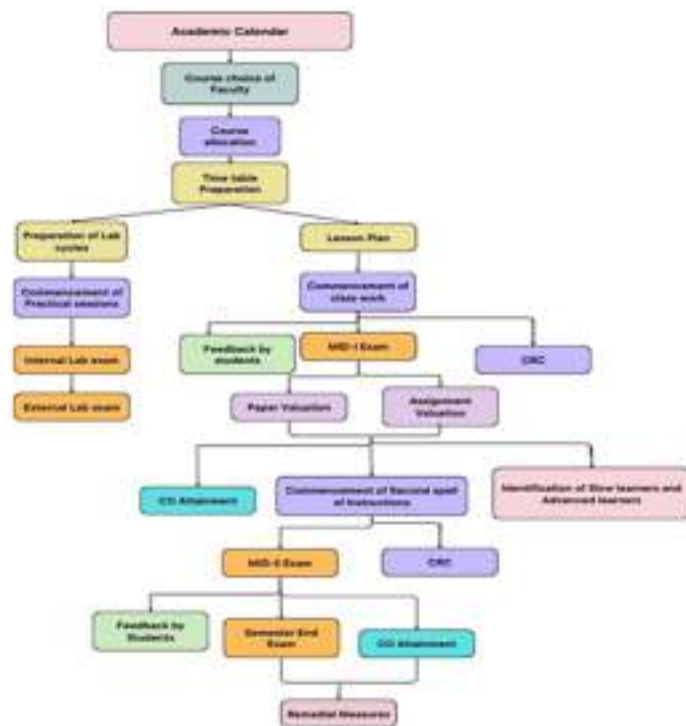 Academic Calendar
Course choice of
Faculty
Course
allocation
Time table
Preparation
Preparation of Lab
cycles
Lesson Plan
Commencement of
Practical sessions
Commencement of
class work
Feedback by
students
MID-I Exam
CRC
Internal Lab exam
External Lab exam
Paper Valuation
Assignment
Valuation
CO Attainment
Commencement of Second spell
of Instructions
Identification of Slow learners and
Advanced learners
MID-II Exam
CRC
Feedback by
Students
Semester End
Exam
CO Attainment
Remedial Measures